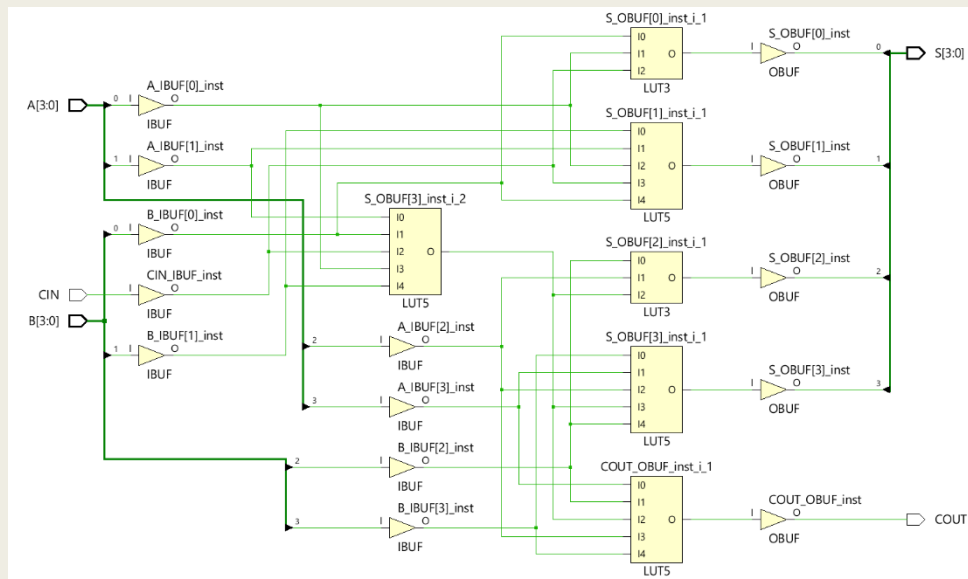 S_OBUF[0]_inst_i_1
I0
I1 O
I2
LUT3
S_OBUF[0]_inst
I O
OBUF
0
S[3:0]
A[3:0]
0
A_IBUF[0]_inst
I O
IBUF
1
A_IBUF[1]_inst
I O
IBUF
S_OBUF[1]_inst_i_1
I0
I1
I2 O
I3
I4
LUT5
S_OBUF[1]_inst
I O
OBUF
1
S_OBUF[3]_inst_i_2
I0
I1
I2 O
I3
I4
LUT5
0
B_IBUF[0]_inst
I O
IBUF
CIN
CIN_IBUF_inst
I O
IBUF
B[3:0]
1
B_IBUF[1]_inst
I O
IBUF
S_OBUF[2]_inst_i_1
I0
I1 O
I2
LUT3
S_OBUF[2]_inst
I O
OBUF
2
2
A_IBUF[2]_inst
I O
IBUF
3
A_IBUF[3]_inst
I O
IBUF
S_OBUF[3]_inst_i_1
I0
I1
I2 O
I3
I4
LUT5
S_OBUF[3]_inst
I O
OBUF
3
2
B_IBUF[2]_inst
I O
IBUF
3
B_IBUF[3]_inst
I O
IBUF
COUT_OBUF_inst_i_1
I0
I1
I2 O
I3
I4
LUT5
COUT_OBUF_inst
I O
OBUF
COUT